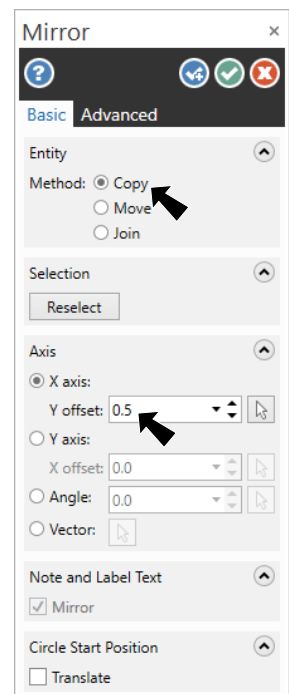 Mirror ×
?
Basic Advanced
Entity
Method: Copy
Move
Join
Selection
Reselect
Axis
X axis:
Y offset: 0.5
Y axis:
X offset: 0.0
Angle: 0.0
Vector:
Note and Label Text
Mirror
Circle Start Position
Translate